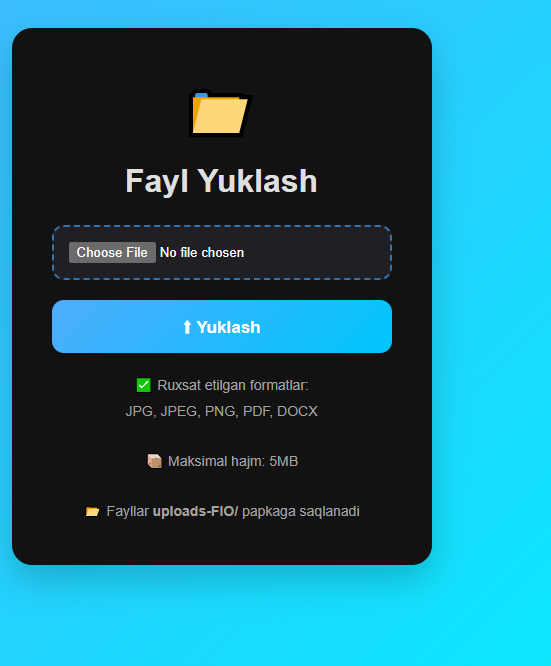 Fayl Yuklash
Choose File No file chosen
⬆ Yuklash
✅ Ruxsat etilgan formatlar:
JPG, JPEG, PNG, PDF, DOCX
📦 Maksimal hajm: 5MB
📂 Fayllar uploads-FIO/ papkaga saqlanadi